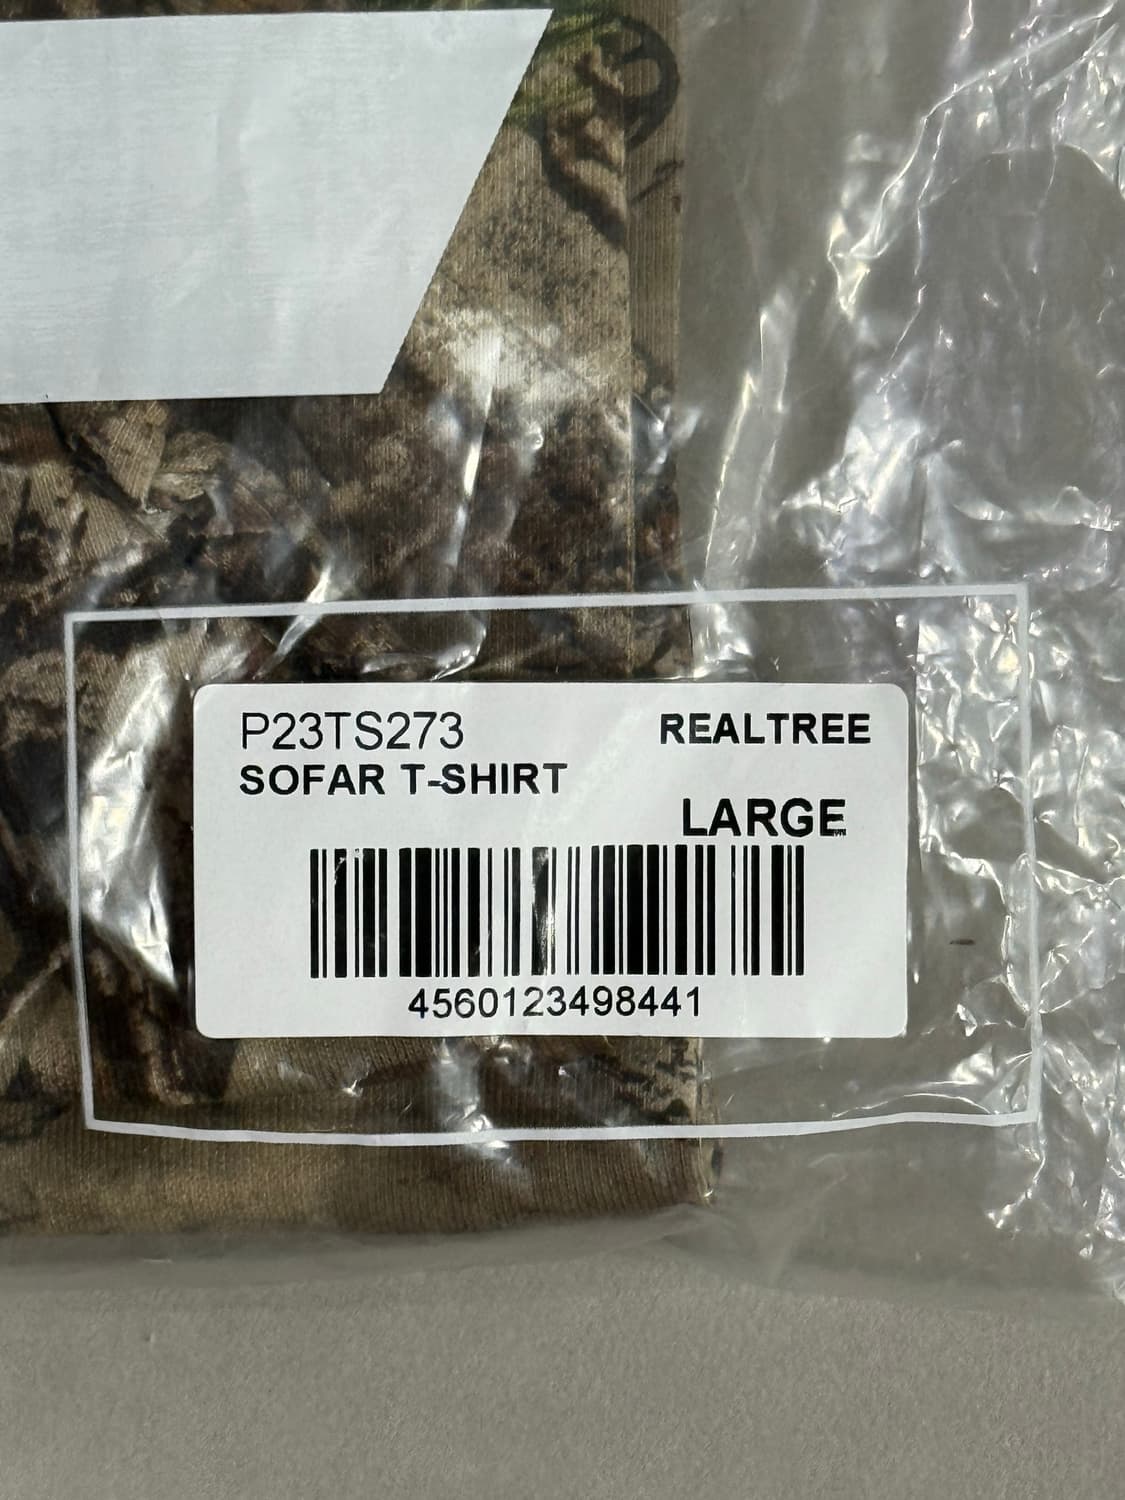 P23TS273 REALTREE
SOFAR T-SHIRT
LARGE
4560123498441